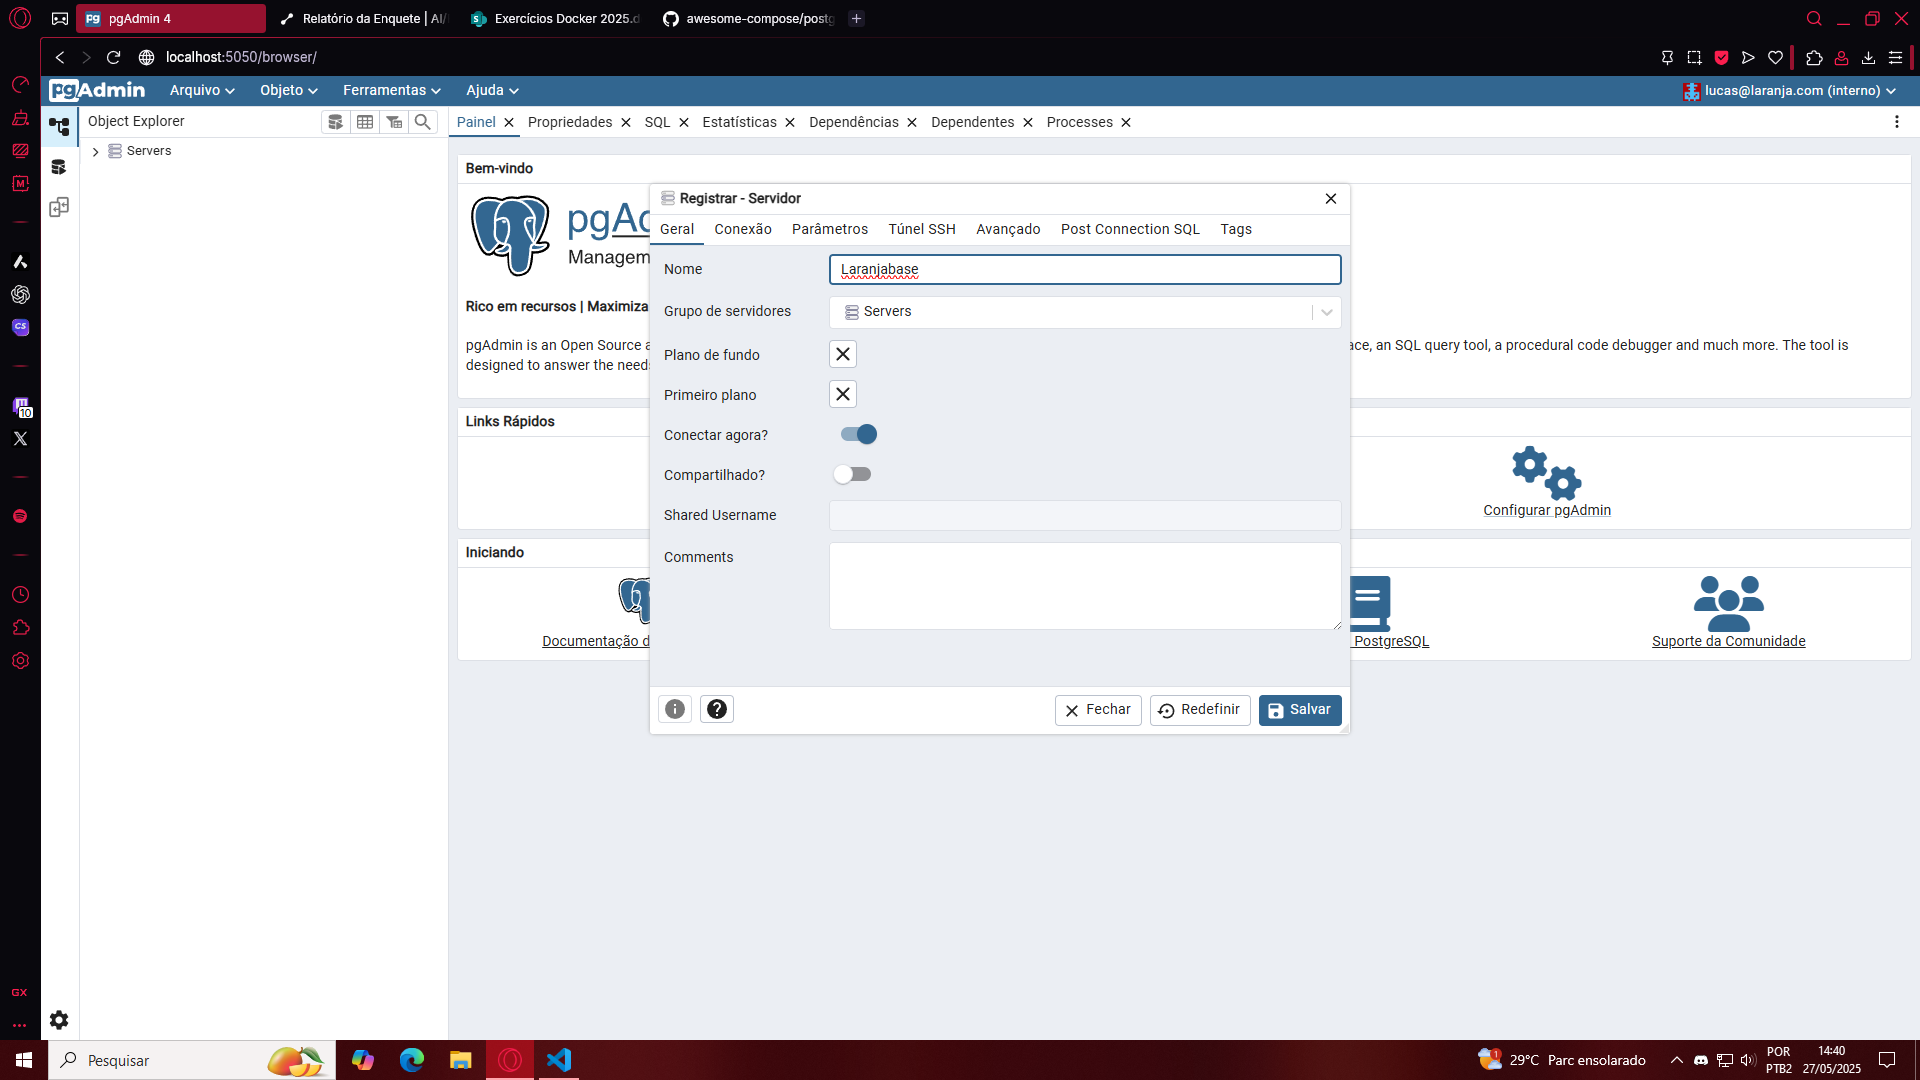 pgAdmin 4
Relatório da Enquete | AI/
Exercícios Docker 2025.d
awesome-compose/postg
localhost:5050/browser/
pgAdmin
Arquivo
Objeto
Ferramentas
Ajuda
lucas@laranja.com (interno)
Object Explorer
Painel
Propriedades
SQL
Estatísticas
Dependências
Dependentes
Processes
Servers
Bem-vindo
pgAd
Managem
Rico em recursos | Maximiza
pgAdmin is an Open Source a
ace, an SQL query tool, a procedural code debugger and much more. The tool is
designed to answer the need
Registrar - Servidor
Geral
Conexão
Parâmetros
Túnel SSH
Avançado
Post Connection SQL
Tags
Nome
Laranjabase
Grupo de servidores
Servers
Plano de fundo
Primeiro plano
Conectar agora?
Compartilhado?
Shared Username
Comments
Fechar
Redefinir
Salvar
Links Rápidos
Configurar pgAdmin
Iniciando
Documentação d
PostgreSQL
Suporte da Comunidade
M
CS
10
GX
Pesquisar
1
29°C Parc ensolarado
POR
PTB2
14:40
27/05/2025